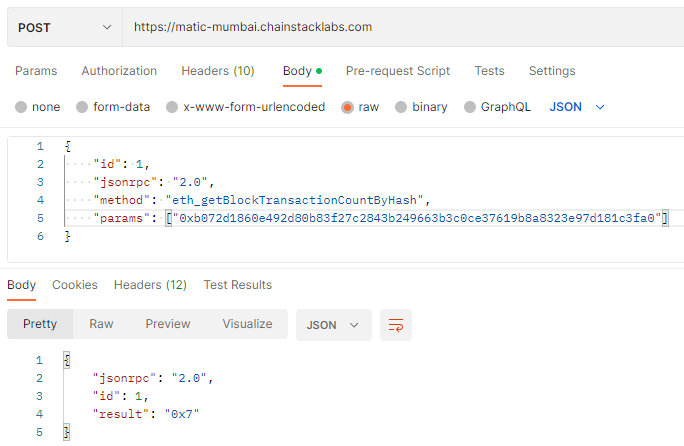 POST https://matic-mumbai.chainstacklabs.com
Params Authorization Headers (10) Body Pre-request Script Tests Settings
none form-data x-www-form-urlencoded raw binary GraphQL JSON
1 {
2 "id": 1,
3 "jsonrpc": "2.0",
4 "method": "eth_getBlockTransactionCountByHash",
5 "params": ["0xb072d1860e492d80b83f27c2843b249663b3c0ce37619b8a8323e97d181c3fa0"]
6 }
Body Cookies Headers (12) Test Results
Pretty Raw Preview Visualize JSON
1 {
2 "jsonrpc": "2.0",
3 "id": 1,
4 "result": "0x7"
5 }